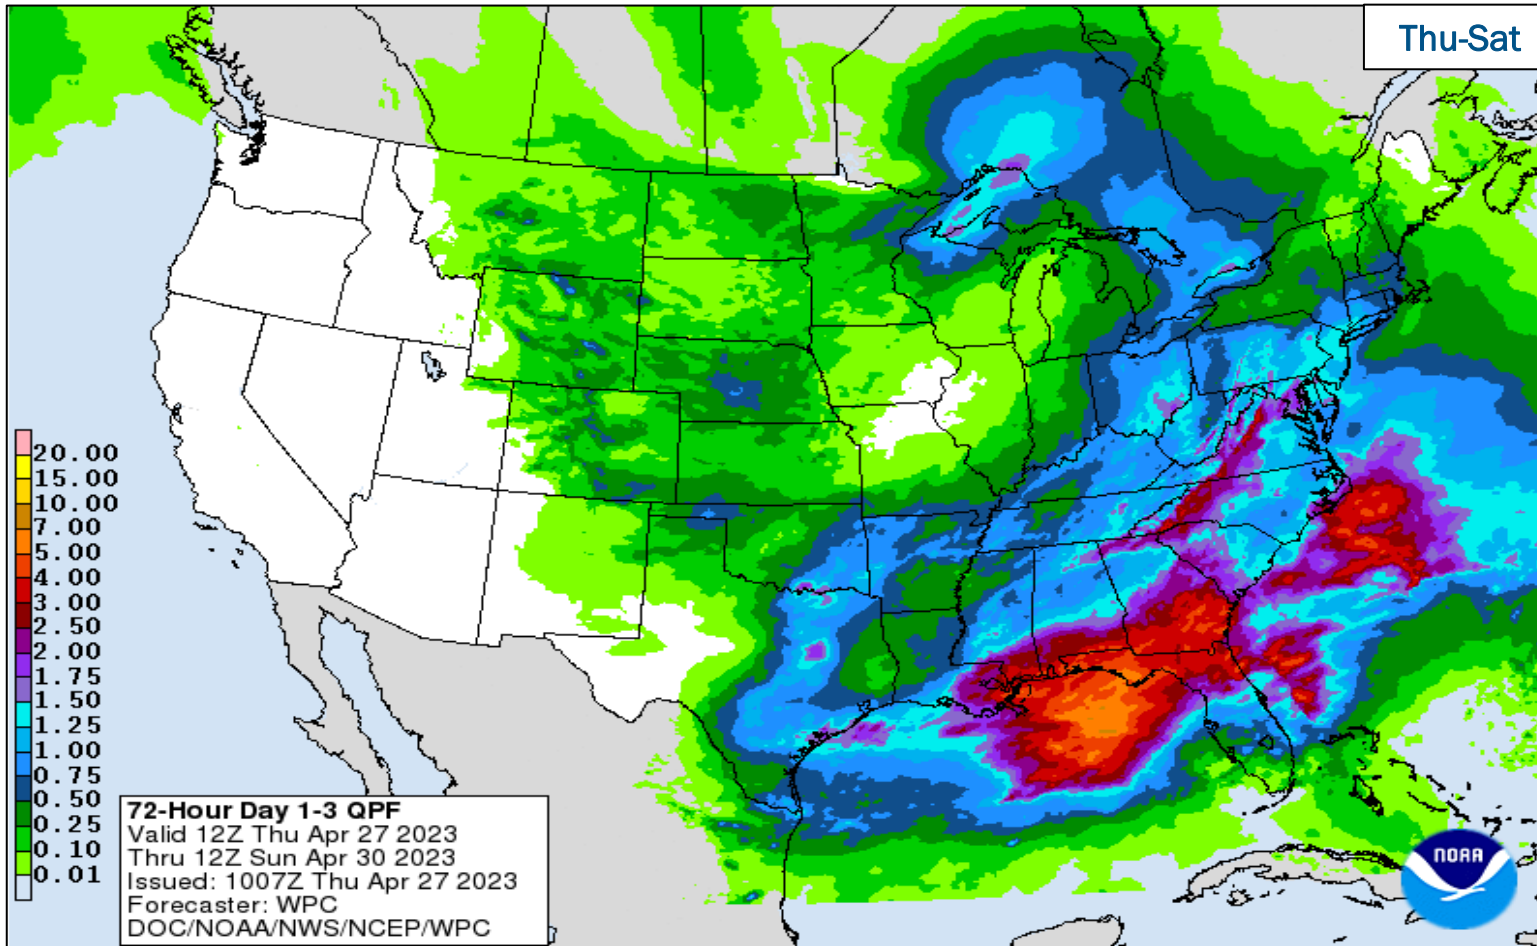 Thu-Sat
20.00
15.00
10.00
7.00
5.00
4.00
3.00
2.50
2.00
1.75
1.50
1.25
1.00
0.75
0.50
0.25
0.10
0.01
72-Hour Day 1-3 QPF
Valid 12Z Thu Apr 27 2023
Thru 12Z Sun Apr 30 2023
Issued: 1007Z Thu Apr 27 2023
Forecaster: WPC
DOC/NOAA/NWS/NCEP/WPC
NOAA